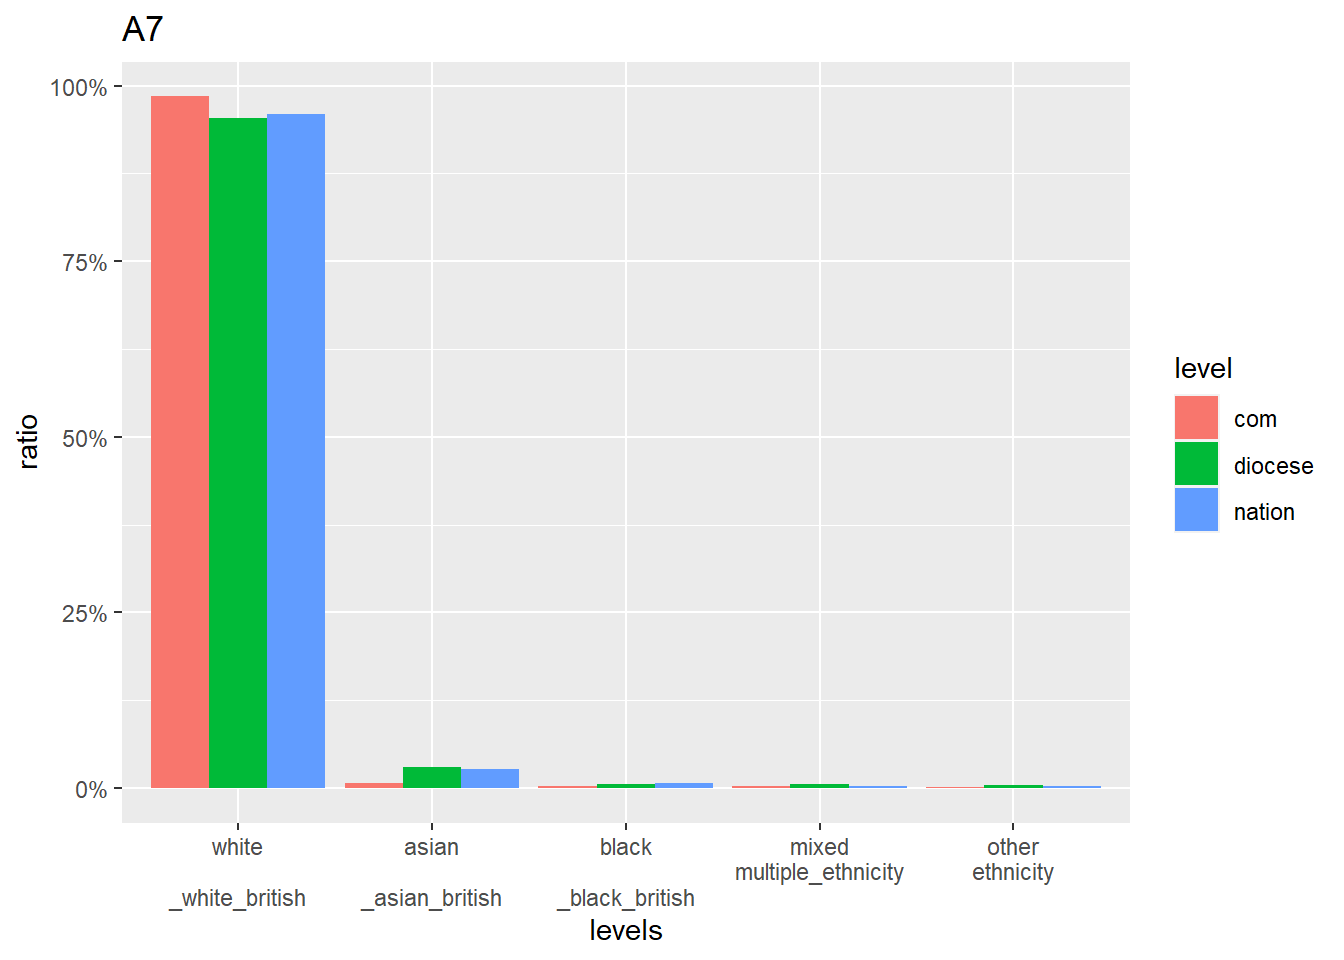 A7
100%
75%
50%
25%
0%
ratio
white
_white_british
asian
_asian_british
black
_black_british
mixed
multiple_ethnicity
other
ethnicity
levels
level
com
diocese
nation